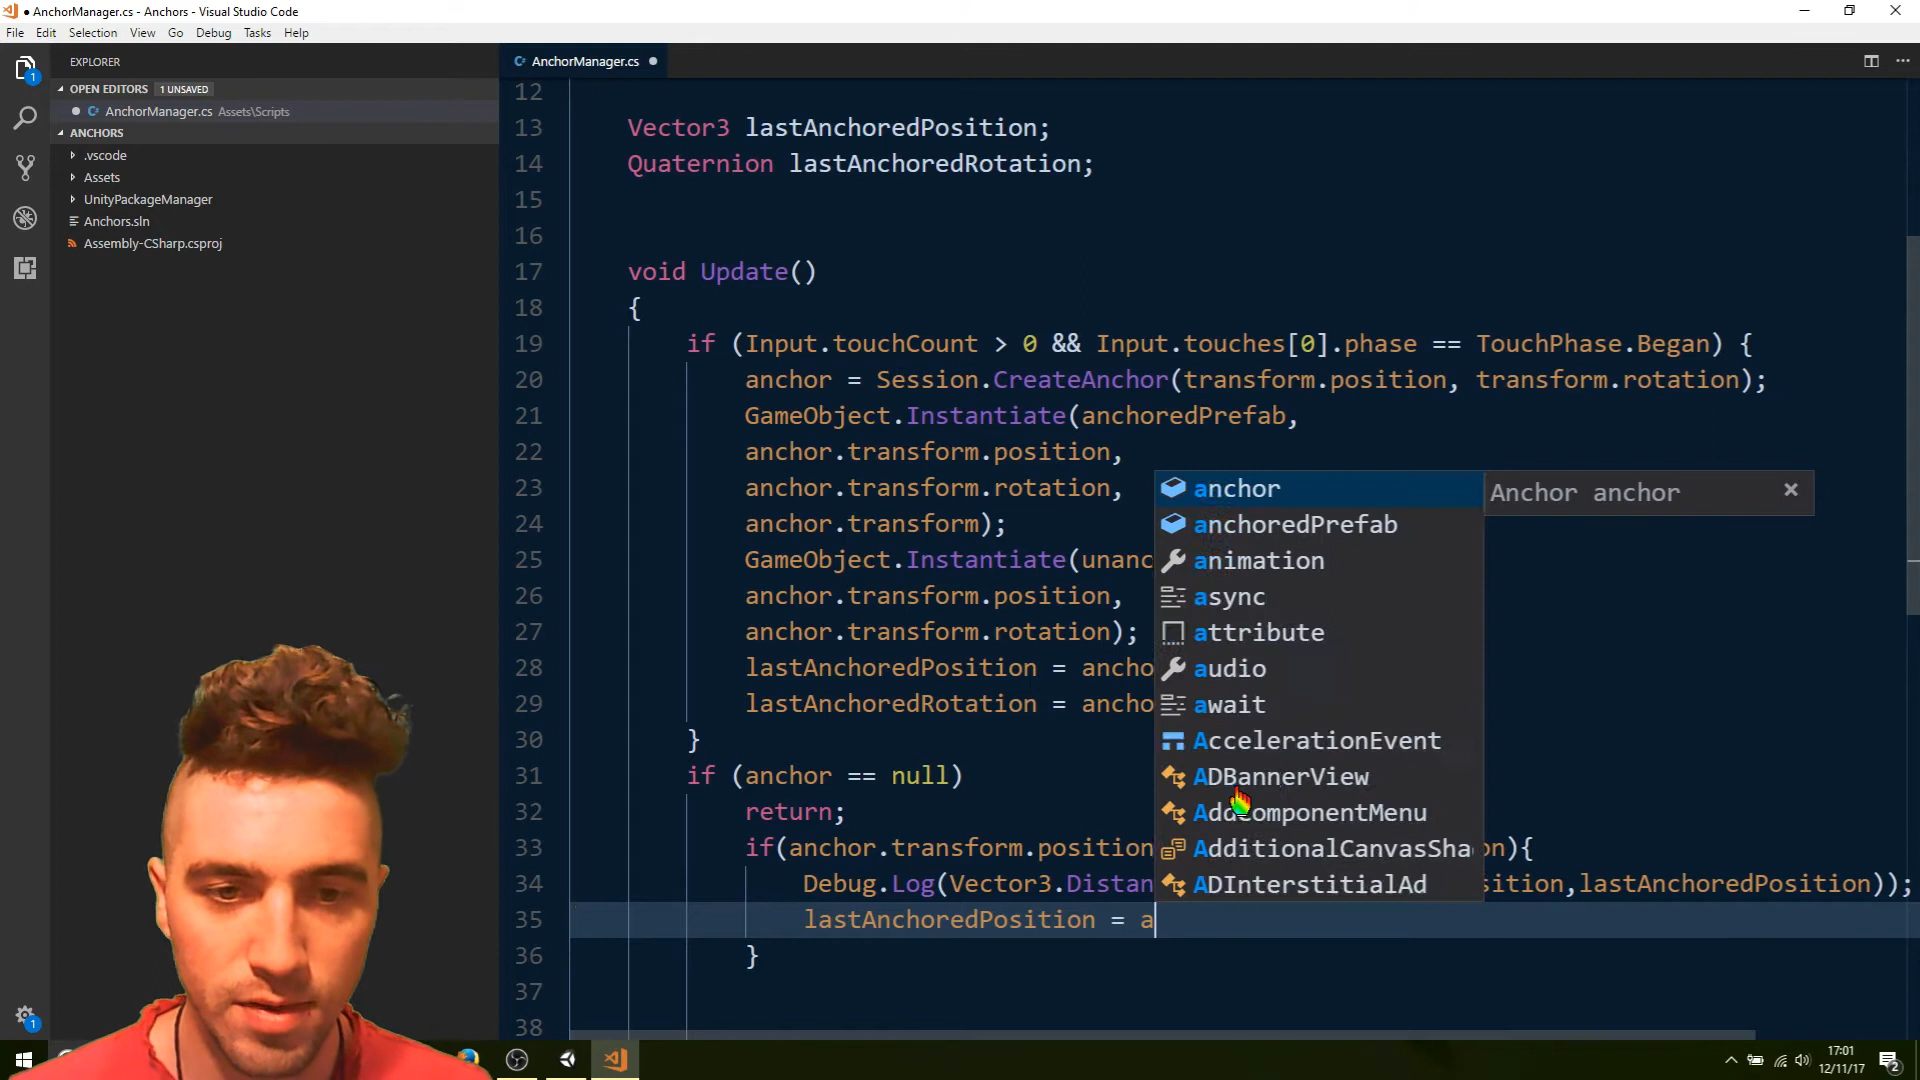 ● AnchorManager.cs - Anchors - Visual Studio Code
File Edit Selection View Go Debug Tasks Help
EXPLORER
OPEN EDITORS 1 UNSAVED
● AnchorManager.cs Assets\Scripts
ANCHORS
.vscode
Assets
UnityPackageManager
Anchors.sln
Assembly-CSharp.csproj
1
1
AnchorManager.cs ●
12
13 Vector3 lastAnchoredPosition;
14 Quaternion lastAnchoredRotation;
15
16
17 void Update()
18 {
19 if (Input.touchCount > 0 && Input.touches[0].phase == TouchPhase.Began) {
20 anchor = Session.CreateAnchor(transform.position, transform.rotation);
21 GameObject.Instantiate(anchoredPrefab,
22 anchor.transform.position,
23 anchor.transform.rotation,
24 anchor.transform);
25 GameObject.Instantiate(unanc
26 anchor.transform.position,
27 anchor.transform.rotation);
28 lastAnchoredPosition = ancho
29 lastAnchoredRotation = ancho
30 }
31 if (anchor == null)
32 return;
33 if(anchor.transform.position on){
34 Debug.Log(Vector3.Distan sition,lastAnchoredPosition));
35 lastAnchoredPosition = a
36 }
37
38
anchor
anchoredPrefab
animation
async
attribute
audio
await
AccelerationEvent
ADBannerView
AddComponentMenu
AdditionalCanvasSha
ADInterstitialAd
Anchor anchor
17:01
12/11/17
2